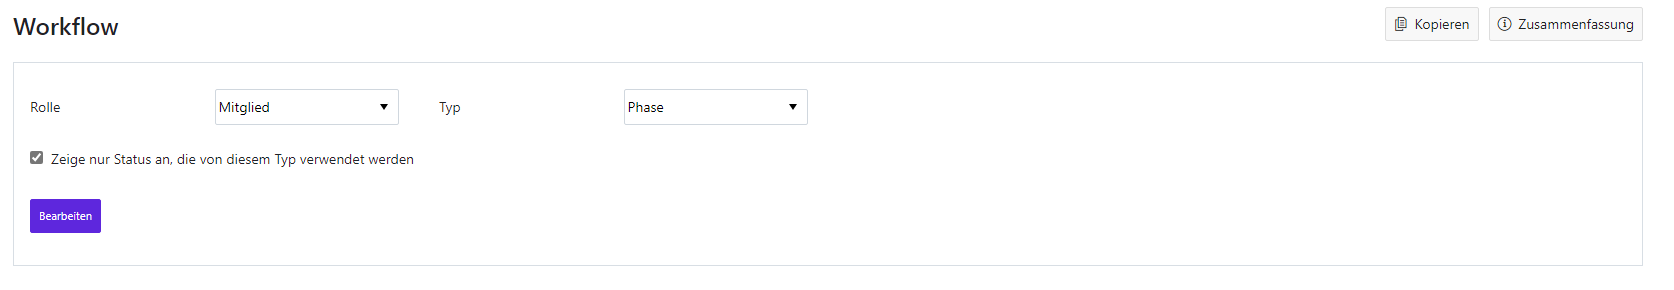 Workflow
Kopieren
Zusammenfassung
Rolle
Mitglied
Typ
Phase
Zeige nur Status an, die von diesem Typ verwendet werden
Bearbeiten